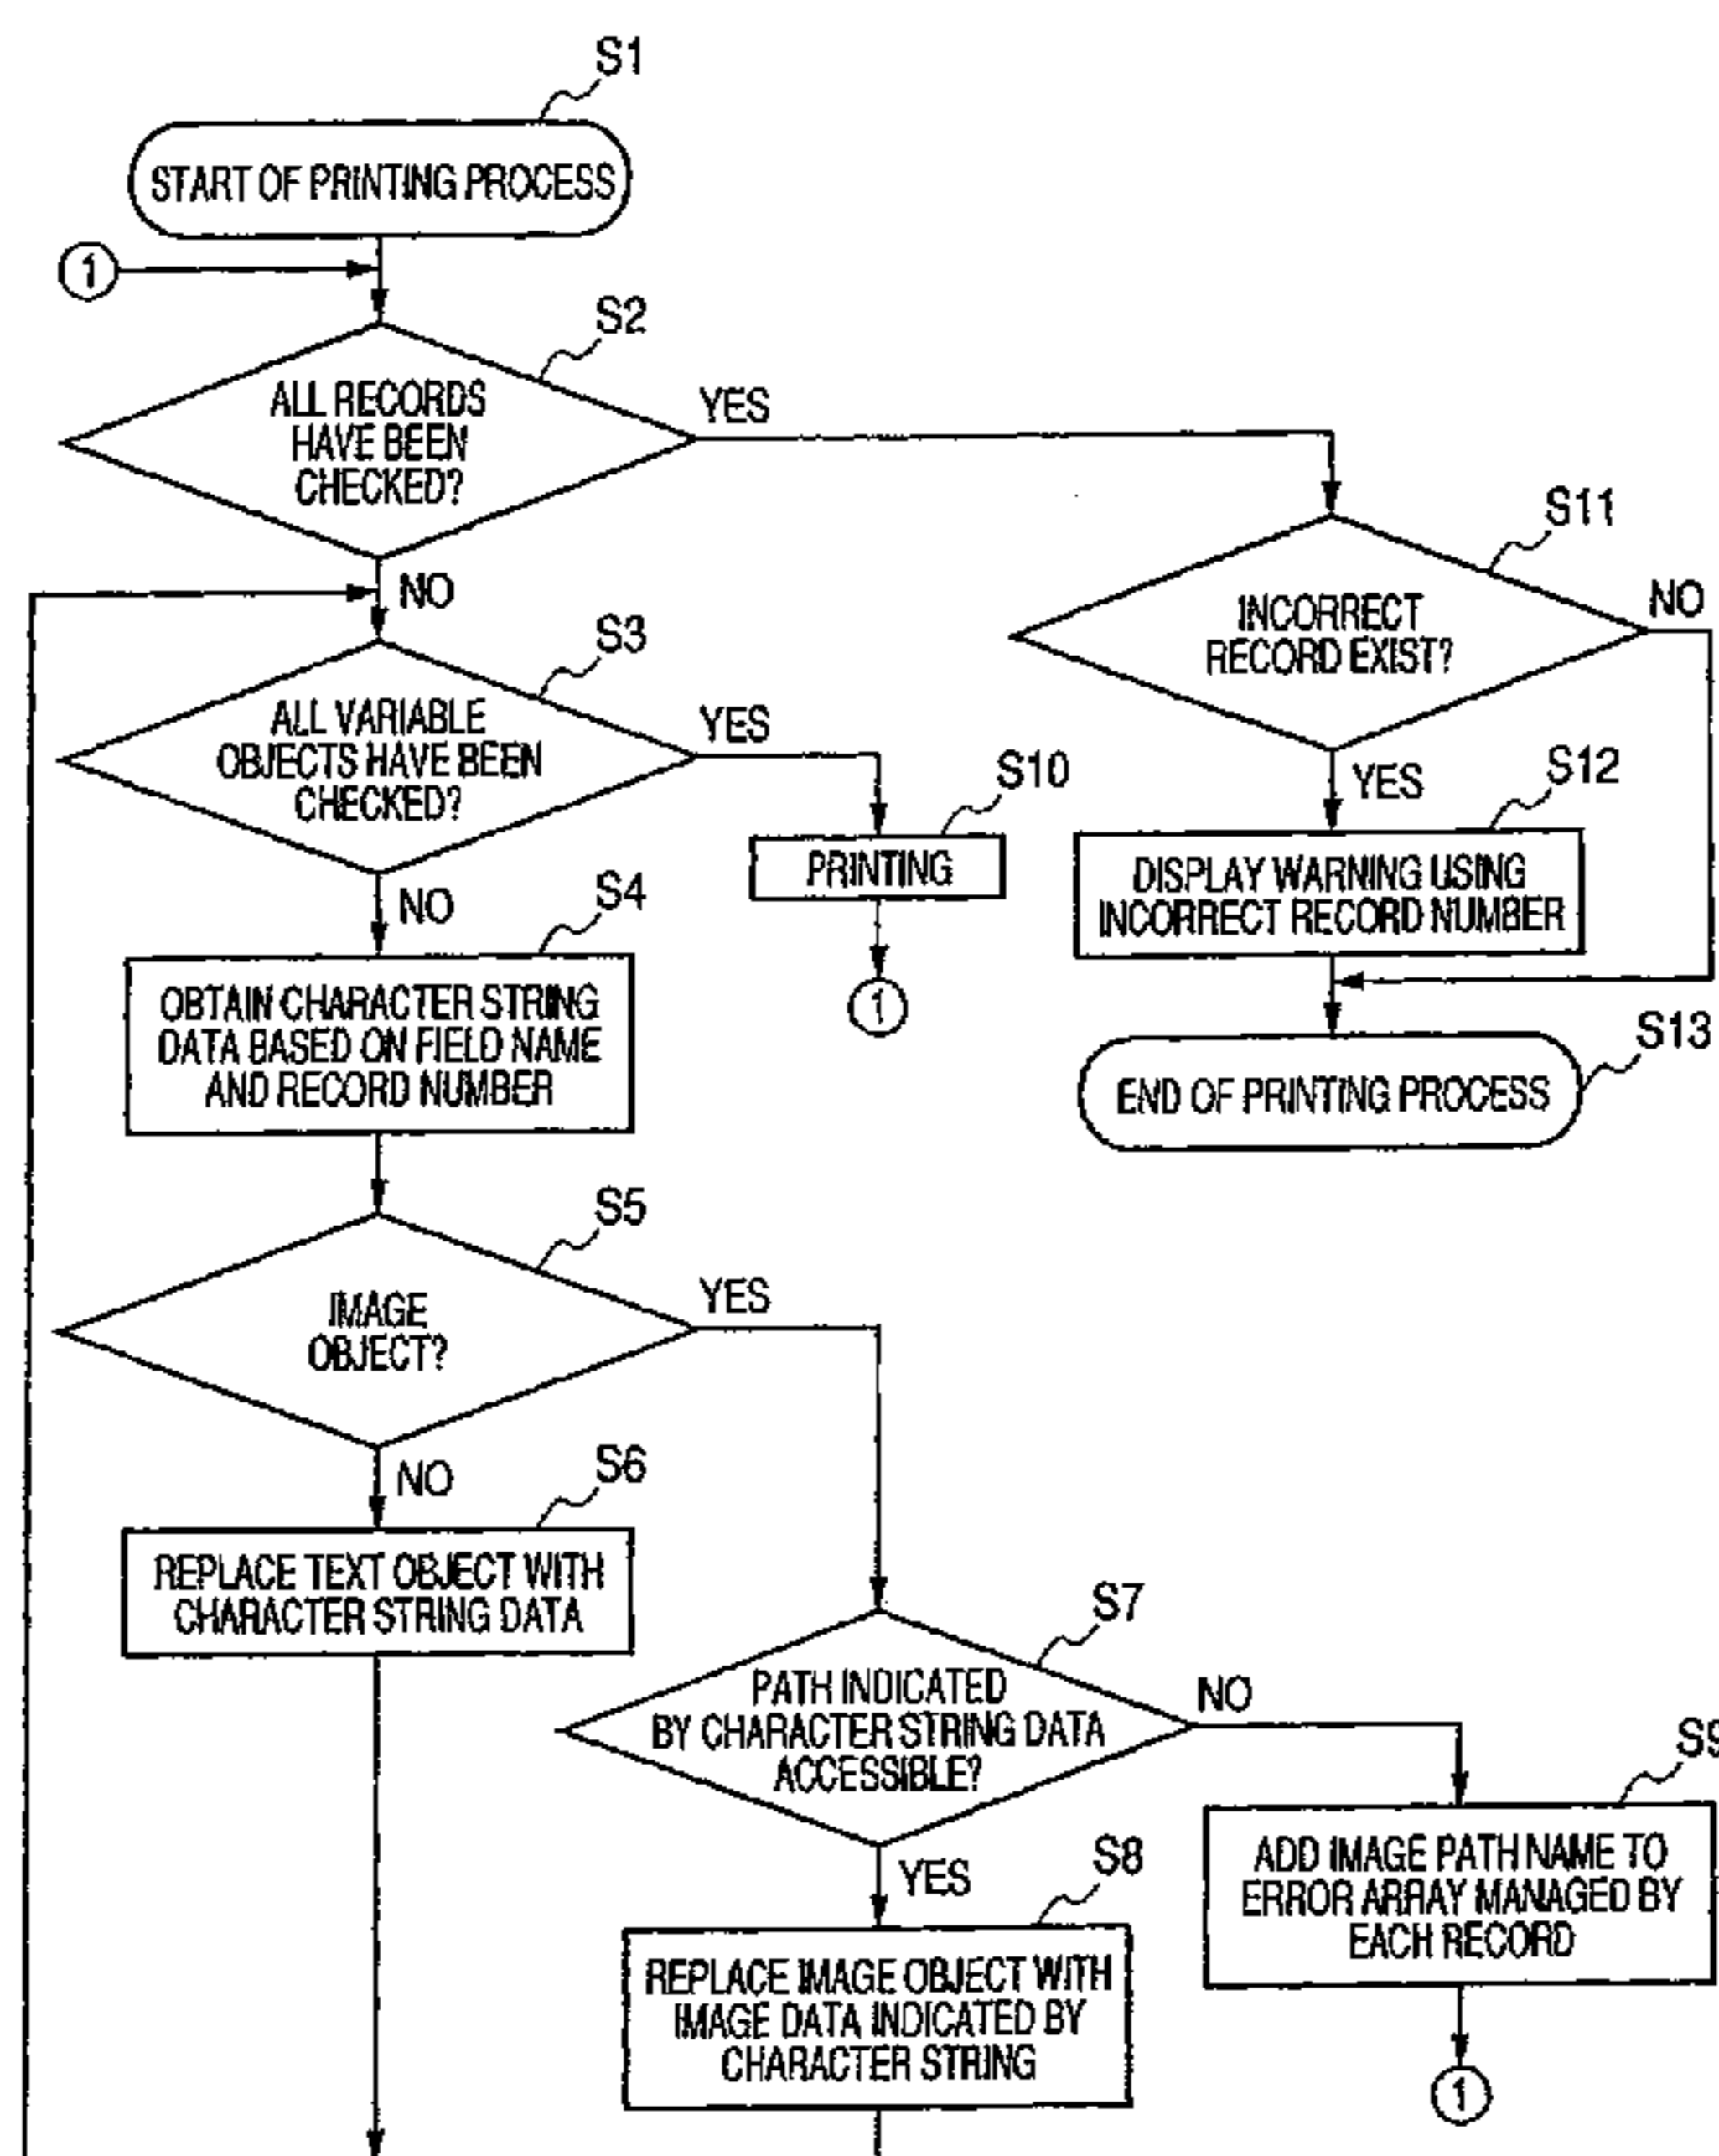 S1
START OF PRINTING PROCESS
1
S2
ALL RECORDS
HAVE BEEN
CHECKED?
YES
NO
S11
INCORRECT
RECORD EXIST?
NO
YES
S3
ALL VARIABLE
OBJECTS HAVE BEEN
CHECKED?
YES
NO
S10
PRINTING
1
S12
DISPLAY WARNING USING
INCORRECT RECORD NUMBER
S13
END OF PRINTING PROCESS
S4
OBTAIN CHARACTER STRING
DATA BASED ON FIELD NAME
AND RECORD NUMBER
S5
IMAGE
OBJECT?
YES
NO
S6
REPLACE TEXT OBJECT WITH
CHARACTER STRING DATA
S7
PATH INDICATED
BY CHARACTER STRING DATA
ACCESSIBLE?
NO
YES
S9
ADD IMAGE PATH NAME TO
ERROR ARRAY MANAGED BY
EACH RECORD
1
S8
REPLACE IMAGE OBJECT WITH
IMAGE DATA INDICATED BY
CHARACTER STRING